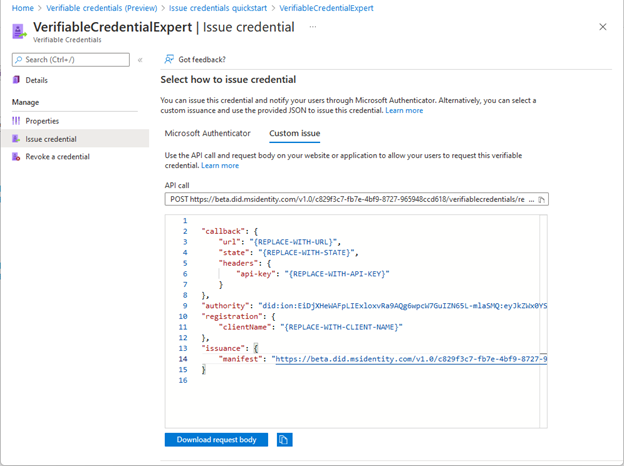 Home > Verifiable credentials (Preview) > Issue credentials quickstart > VerifiableCredentialExpert
VerifiableCredentialExpert | Issue credential ...
Verifiable Credentials
Search (Ctrl+/)
Details
Manage
Properties
Issue credential
Revoke a credential
Got feedback?
Select how to issue credential
You can issue this credential and notify your users through Microsoft Authenticator. Alternatively, you can select a
custom issuance and use the provided JSON to issue this credential. Learn more
Microsoft Authenticator Custom issue
Use the API call and request body on your website or application to allow your users to request this verifiable
credential. Learn more
API call
POST https://beta.did.msidentity.com/v1.0/c829f3c7-fb7e-4bf9-8727-965948ccd618/verifiablecredentials/re ...
1
2 "callback": {
3 "url": "{REPLACE-WITH-URL}",
4 "state": "{REPLACE-WITH-STATE}",
5 "headers": {
6 "api-key": "{REPLACE-WITH-API-KEY}"
7 }
8 },
9 "authority": "did:ion:EiDjXHeWAFpLIExloxvRa9AQg6wpcW7GuIZN65L-mlaSMQ:eyJkZWx0YS
10 "registration": {
11 "clientName": "{REPLACE-WITH-CLIENT-NAME}"
12 },
13 "issuance": {
14 "manifest": "https://beta.did.msidentity.com/v1.0/c829f3c7-fb7e-4bf9-8727-9
15 }
16
Download request body